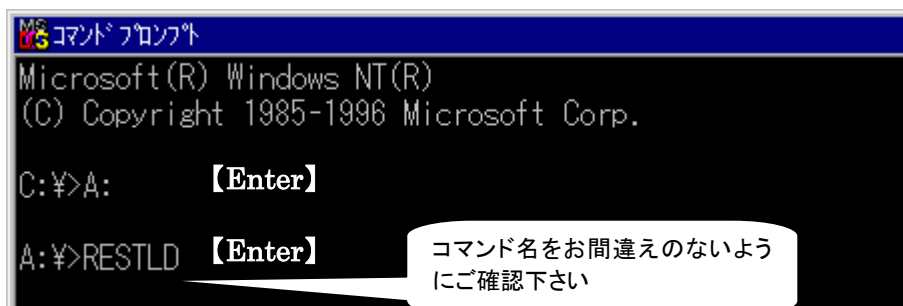 MS DOS コマンド プロンプト
Microsoft(R) Windows NT(R)
(C) Copyright 1985-1996 Microsoft Corp.
C:¥>A: 【Enter】
A:¥>RESTLD 【Enter】
コマンド名をお間違えのないよう
にご確認下さい